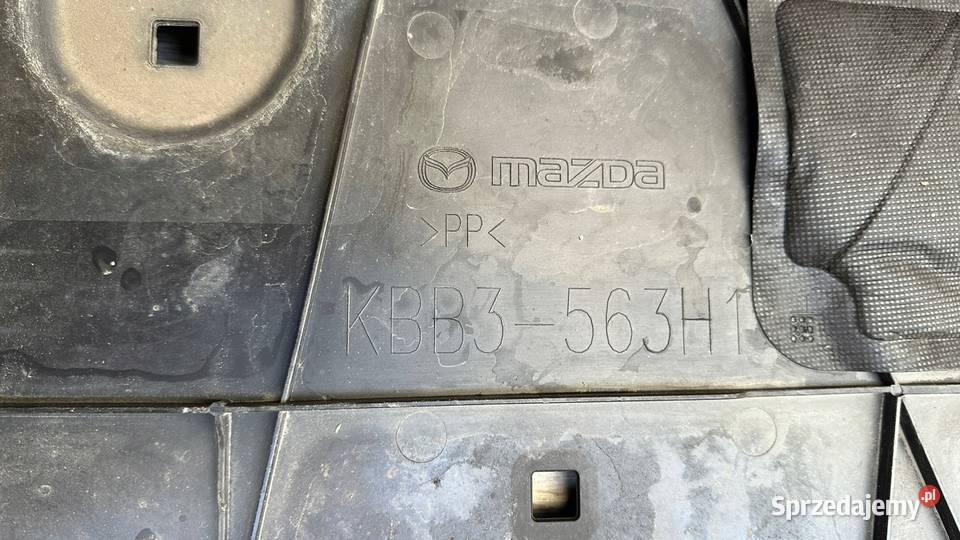 mazda
>PP<
KBB3-563H1
Sprzedajemy.pl